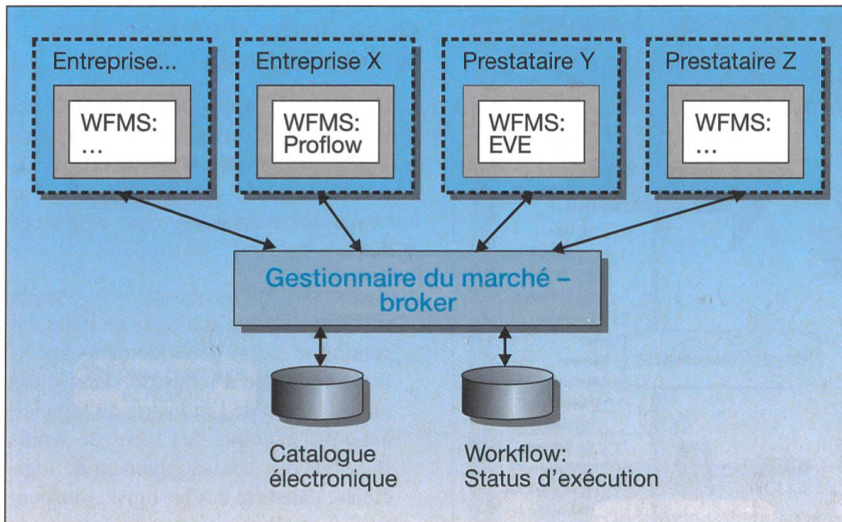 Entreprise...
Entreprise X
Prestataire Y
Prestataire Z
WFMS:
...
WFMS:
Proflow
WFMS:
EVE
WFMS:
...
Gestionnaire du marché –
broker
Catalogue
électronique
Workflow:
Status d'exécution